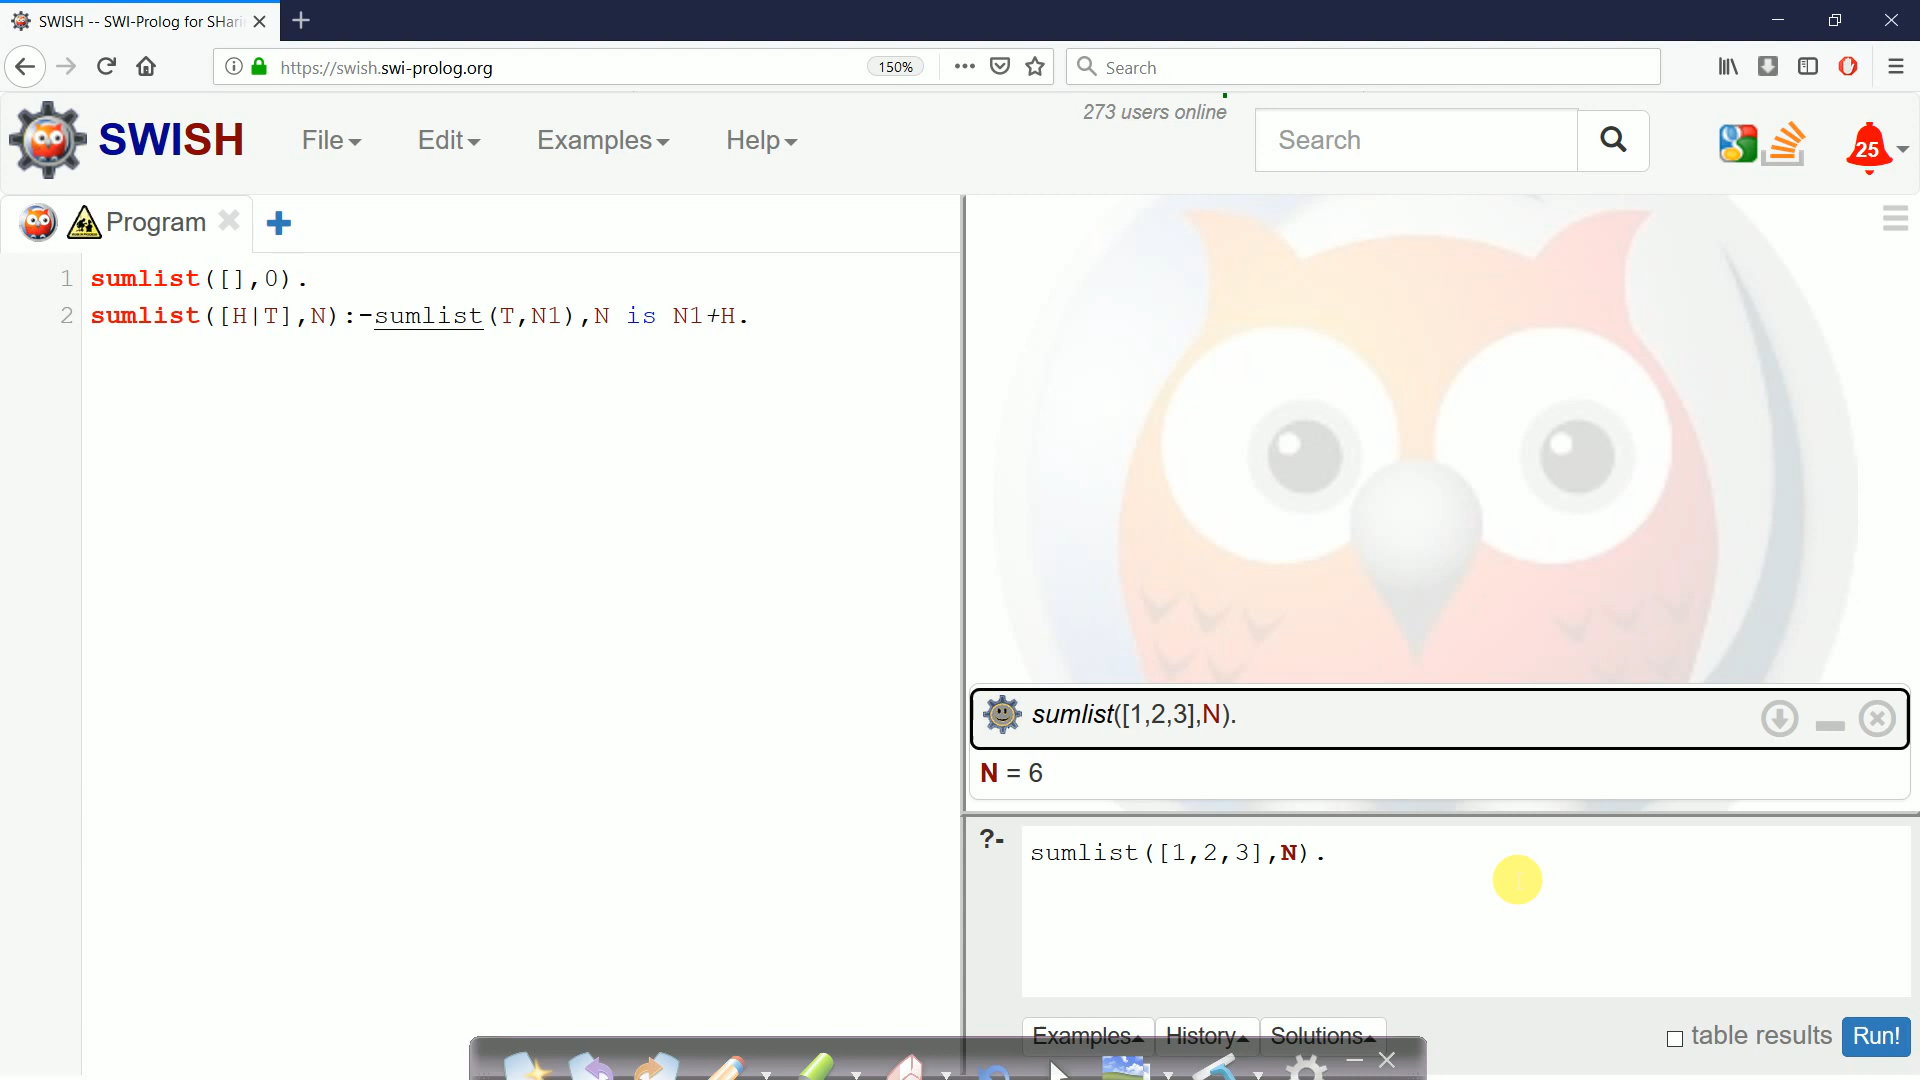 SWISH -- SWI-Prolog for SHari
https://swish.swi-prolog.org
150%
Search
SWISH
File
Edit
Examples
Help
273 users online
Search
25
Program
1 sumlist([],0).
2 sumlist([H|T],N):-sumlist(T,N1),N is N1+H.
sumlist([1,2,3],N).
N = 6
?- sumlist([1,2,3],N).
Examples
History
Solutions
table results
Run!